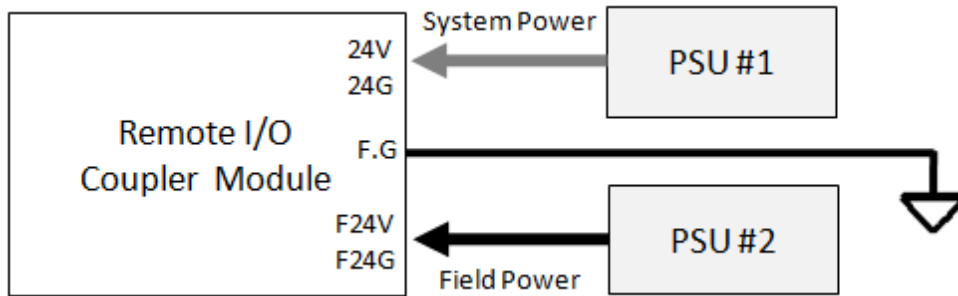 System Power
24V
24G
PSU #1
Remote I/O
Coupler Module
F.G
F24V
F24G
PSU #2
Field Power